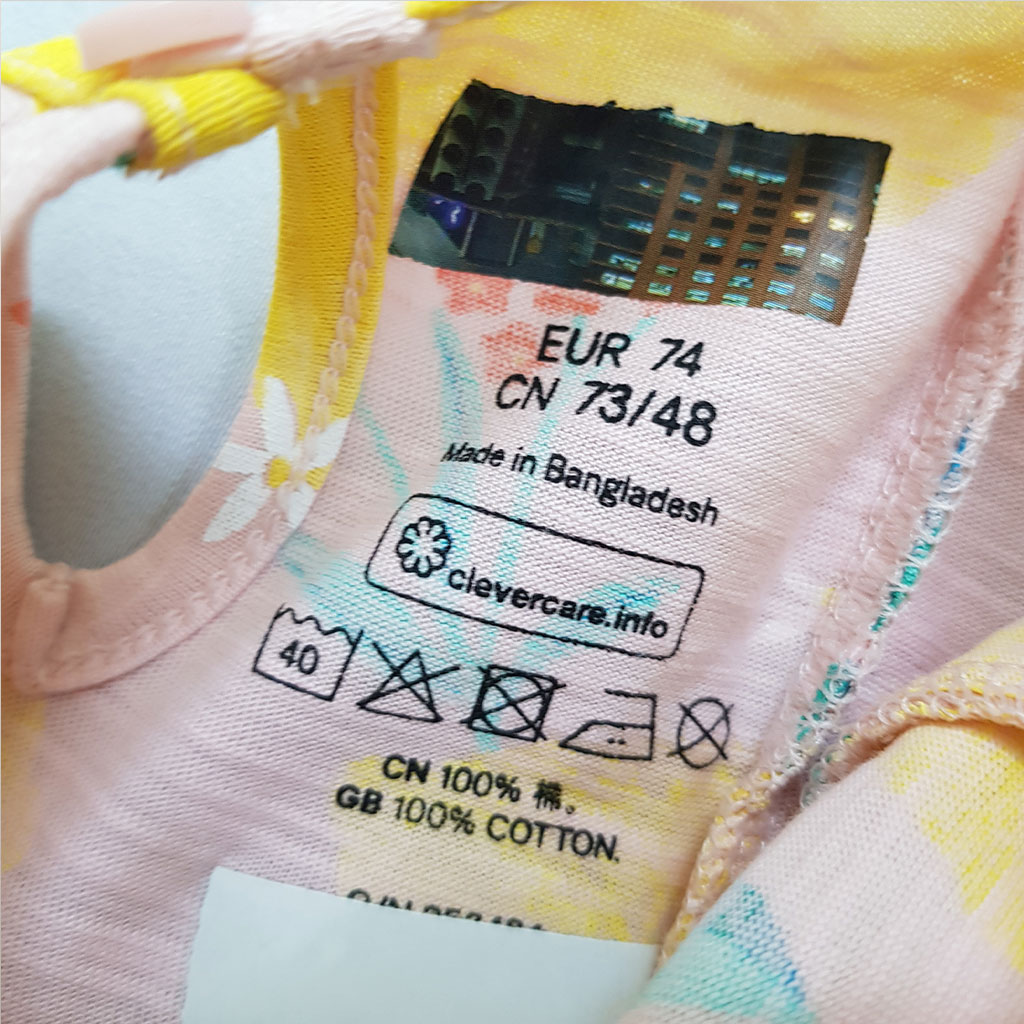 EUR 74
CN 73/48
Made in Bangladesh
clevercare.info
40
CN 100% 棉。
GB 100% COTTON.